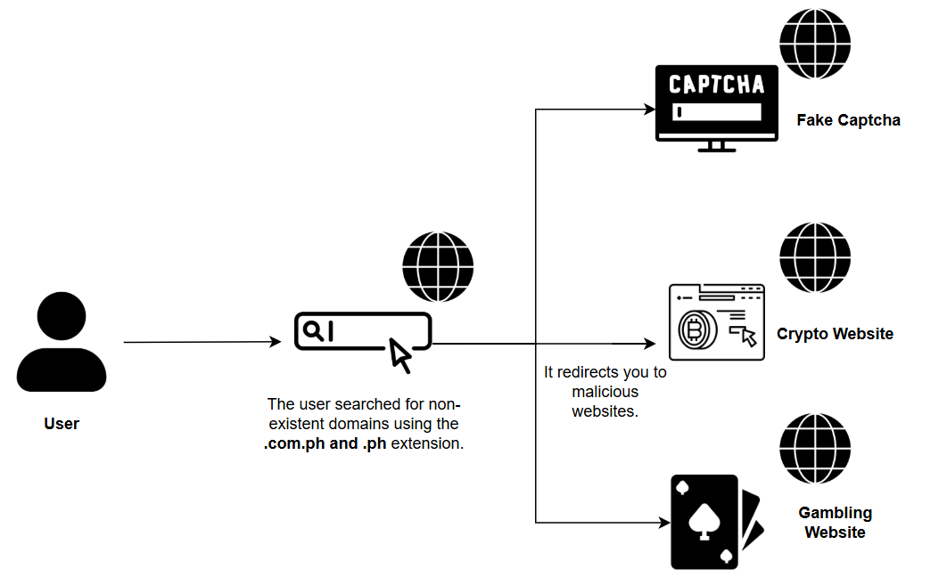 CAPTCHA
Fake Captcha
User
The user searched for non-
existent domains using the
.com.ph and .ph extension.
It redirects you to
malicious
websites.
Crypto Website
Gambling
Website